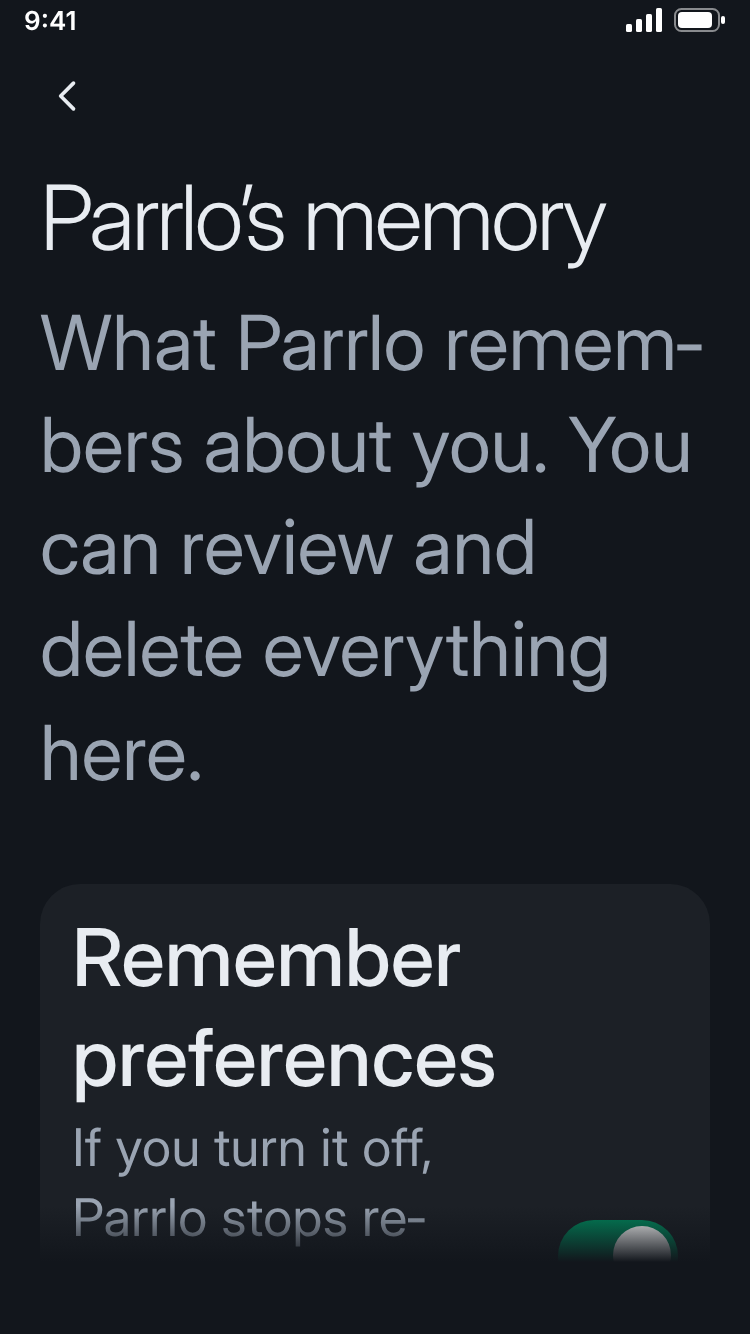 9:41
Parrlo’s memory
What Parrlo remem-
bers about you. You
can review and
delete everything
here.
Remember
preferences
If you turn it off,
Parrlo stops re-